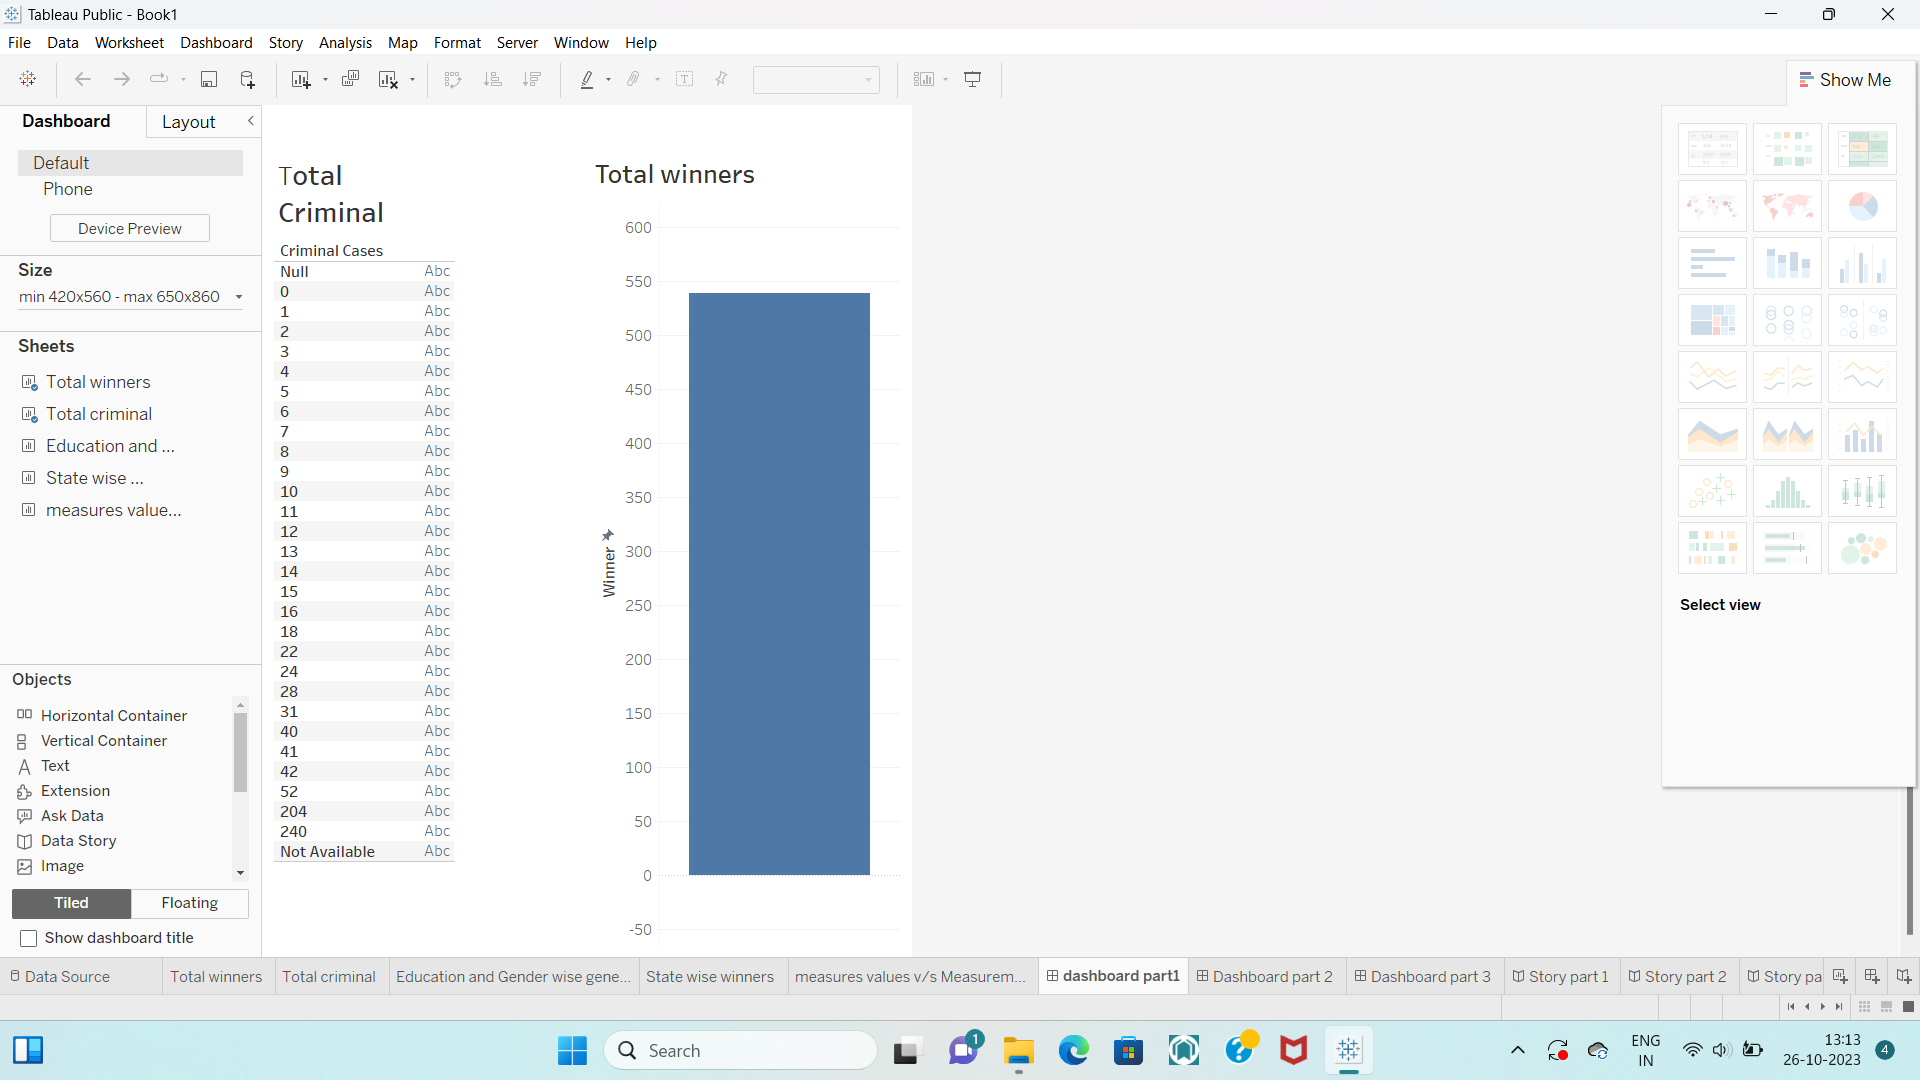 Tableau Public - Book1
File Data Worksheet Dashboard Story Analysis Map Format Server Window Help
Show Me
Dashboard
Layout
Default
Phone
Device Preview
Size
min 420x560 - max 650x860
Sheets
Total winners
Total criminal
Education and ...
State wise ...
measures value...
Objects
Horizontal Container
Vertical Container
Text
Extension
Ask Data
Data Story
Image
Tiled
Floating
Show dashboard title
Total
Criminal
Criminal Cases
Null Abc
0 Abc
1 Abc
2 Abc
3 Abc
4 Abc
5 Abc
6 Abc
7 Abc
8 Abc
9 Abc
10 Abc
11 Abc
12 Abc
13 Abc
14 Abc
15 Abc
16 Abc
18 Abc
22 Abc
24 Abc
28 Abc
31 Abc
40 Abc
41 Abc
42 Abc
52 Abc
204 Abc
240 Abc
Not Available Abc
Total winners
Winner
600
550
500
450
400
350
300
250
200
150
100
50
0
-50
Select view
Data Source
Total winners
Total criminal
Education and Gender wise gene...
State wise winners
measures values v/s Measurem...
dashboard part1
Dashboard part 2
Dashboard part 3
Story part 1
Story part 2
Story pa
Search
1
ENG
IN
13:13
26-10-2023
4